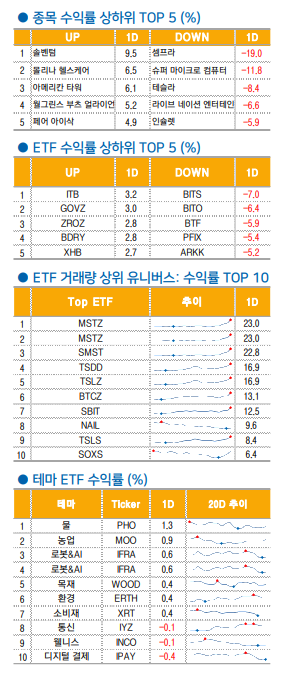 ● 종목 수익률 상하위 TOP 5 (%)
UP 1D DOWN 1D
1 솔벤텀 9.5 셈프라 -19.0
2 몰리나 헬스케어 6.5 슈퍼 마이크로 컴퓨터 -11.8
3 아메리칸 타워 6.1 테슬라 -8.4
4 월그린스 부츠 얼라이언 5.2 라이브 네이션 엔터테인 -6.6
5 페어 아이삭 4.9 인슐렛 -5.9
● ETF 수익률 상하위 TOP 5 (%)
UP 1D DOWN 1D
1 ITB 3.2 BITS -7.0
2 GOVZ 3.0 BITO -6.4
3 ZROZ 2.8 BTF -5.9
4 BDRY 2.8 PFIX -5.4
5 XHB 2.7 ARKK -5.2
● ETF 거래량 상위 유니버스: 수익률 TOP 10
Top ETF 추이 1D
1 MSTZ 23.0
2 MSTZ 23.0
3 SMST 22.8
4 TSDD 16.9
5 TSLZ 16.9
6 BTCZ 13.1
7 SBIT 12.5
8 NAIL 9.6
9 TSLS 8.4
10 SOXS 6.4
● 테마 ETF 수익률 (%)
테마 Ticker 1D 20D 추이
1 물 PHO 1.3
2 농업 MOO 0.9
3 로봇&AI IFRA 0.6
4 로봇&AI IFRA 0.6
5 목재 WOOD 0.4
6 환경 ERTH 0.4
7 소비재 XRT 0.4
8 통신 IYZ -0.1
9 웰니스 INCO -0.1
10 디지털 결제 IPAY -0.4